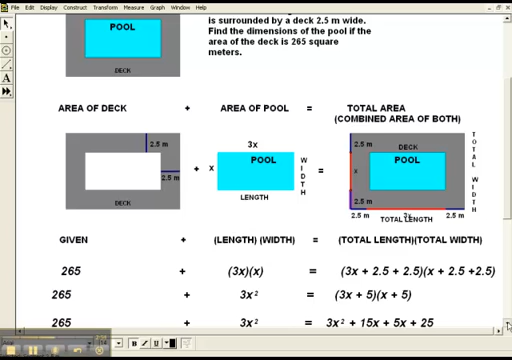 File Edit Display Construct Transform Measure Graph Window Help
POOL
DECK
is surrounded by a deck 2.5 m wide.
Find the dimensions of the pool if the
area of the deck is 265 square
meters.
AREA OF DECK + AREA OF POOL = TOTAL AREA
(COMBINED AREA OF BOTH)
2.5 m
2.5 m
DECK
+
3x
x
POOL
WIDTH
LENGTH
=
2.5 m
DECK
x
POOL
2.5 m
2.5 m 3x 2.5 m
TOTAL LENGTH
TOTAL WIDTH
GIVEN + (LENGTH) (WIDTH) = (TOTAL LENGTH)(TOTAL WIDTH)
265 + (3x)(x) = (3x + 2.5 + 2.5)(x + 2.5 +2.5)
265 + 3x² = (3x + 5)(x + 5)
265 + 3x² = 3x² + 15x + 5x + 25
B I U